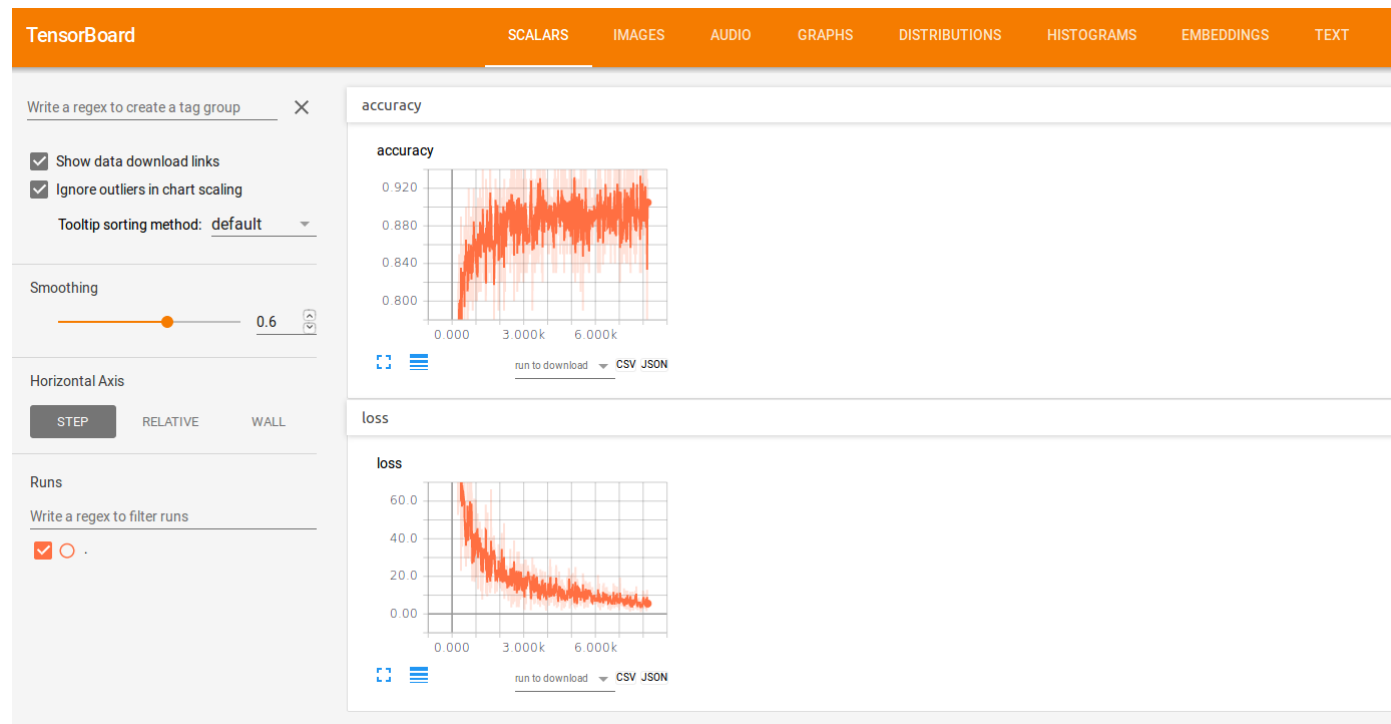 TensorBoard SCALARS IMAGES AUDIO GRAPHS DISTRIBUTIONS HISTOGRAMS EMBEDDINGS TEXT
Write a regex to create a tag group
Show data download links
Ignore outliers in chart scaling
Tooltip sorting method: default
Smoothing
0.6
Horizontal Axis
STEP RELATIVE WALL
Runs
Write a regex to filter runs
.
accuracy
accuracy
0.920
0.880
0.840
0.800
0.000 3.000k 6.000k
run to download CSV JSON
loss
loss
60.0
40.0
20.0
0.00
0.000 3.000k 6.000k
run to download CSV JSON